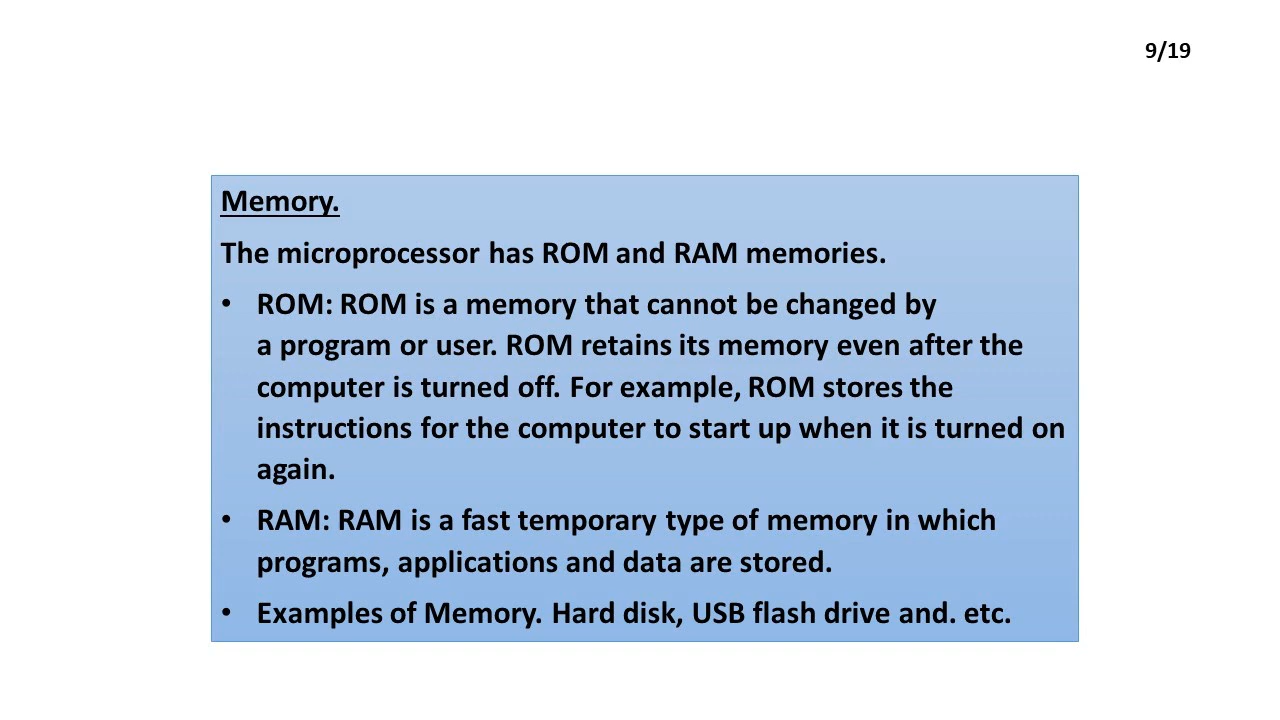 9/19
Memory.
The microprocessor has ROM and RAM memories.
• ROM: ROM is a memory that cannot be changed by
a program or user. ROM retains its memory even after the
computer is turned off. For example, ROM stores the
instructions for the computer to start up when it is turned on
again.
• RAM: RAM is a fast temporary type of memory in which
programs, applications and data are stored.
• Examples of Memory. Hard disk, USB flash drive and. etc.